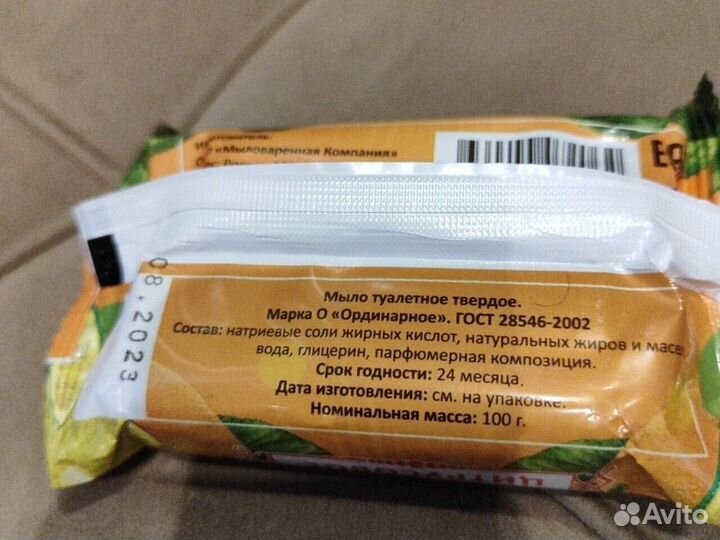 «Мыловаренная Компания»
08.2023
Мыло туалетное твердое.
Марка О «Ординарное». ГОСТ 28546-2002
Состав: натриевые соли жирных кислот, натуральных жиров и
вода, глицерин, парфюмерная композиция.
Срок годности: 24 месяца.
Дата изготовления: см. на упаковке.
Номинальная масса: 100 г.
Avito